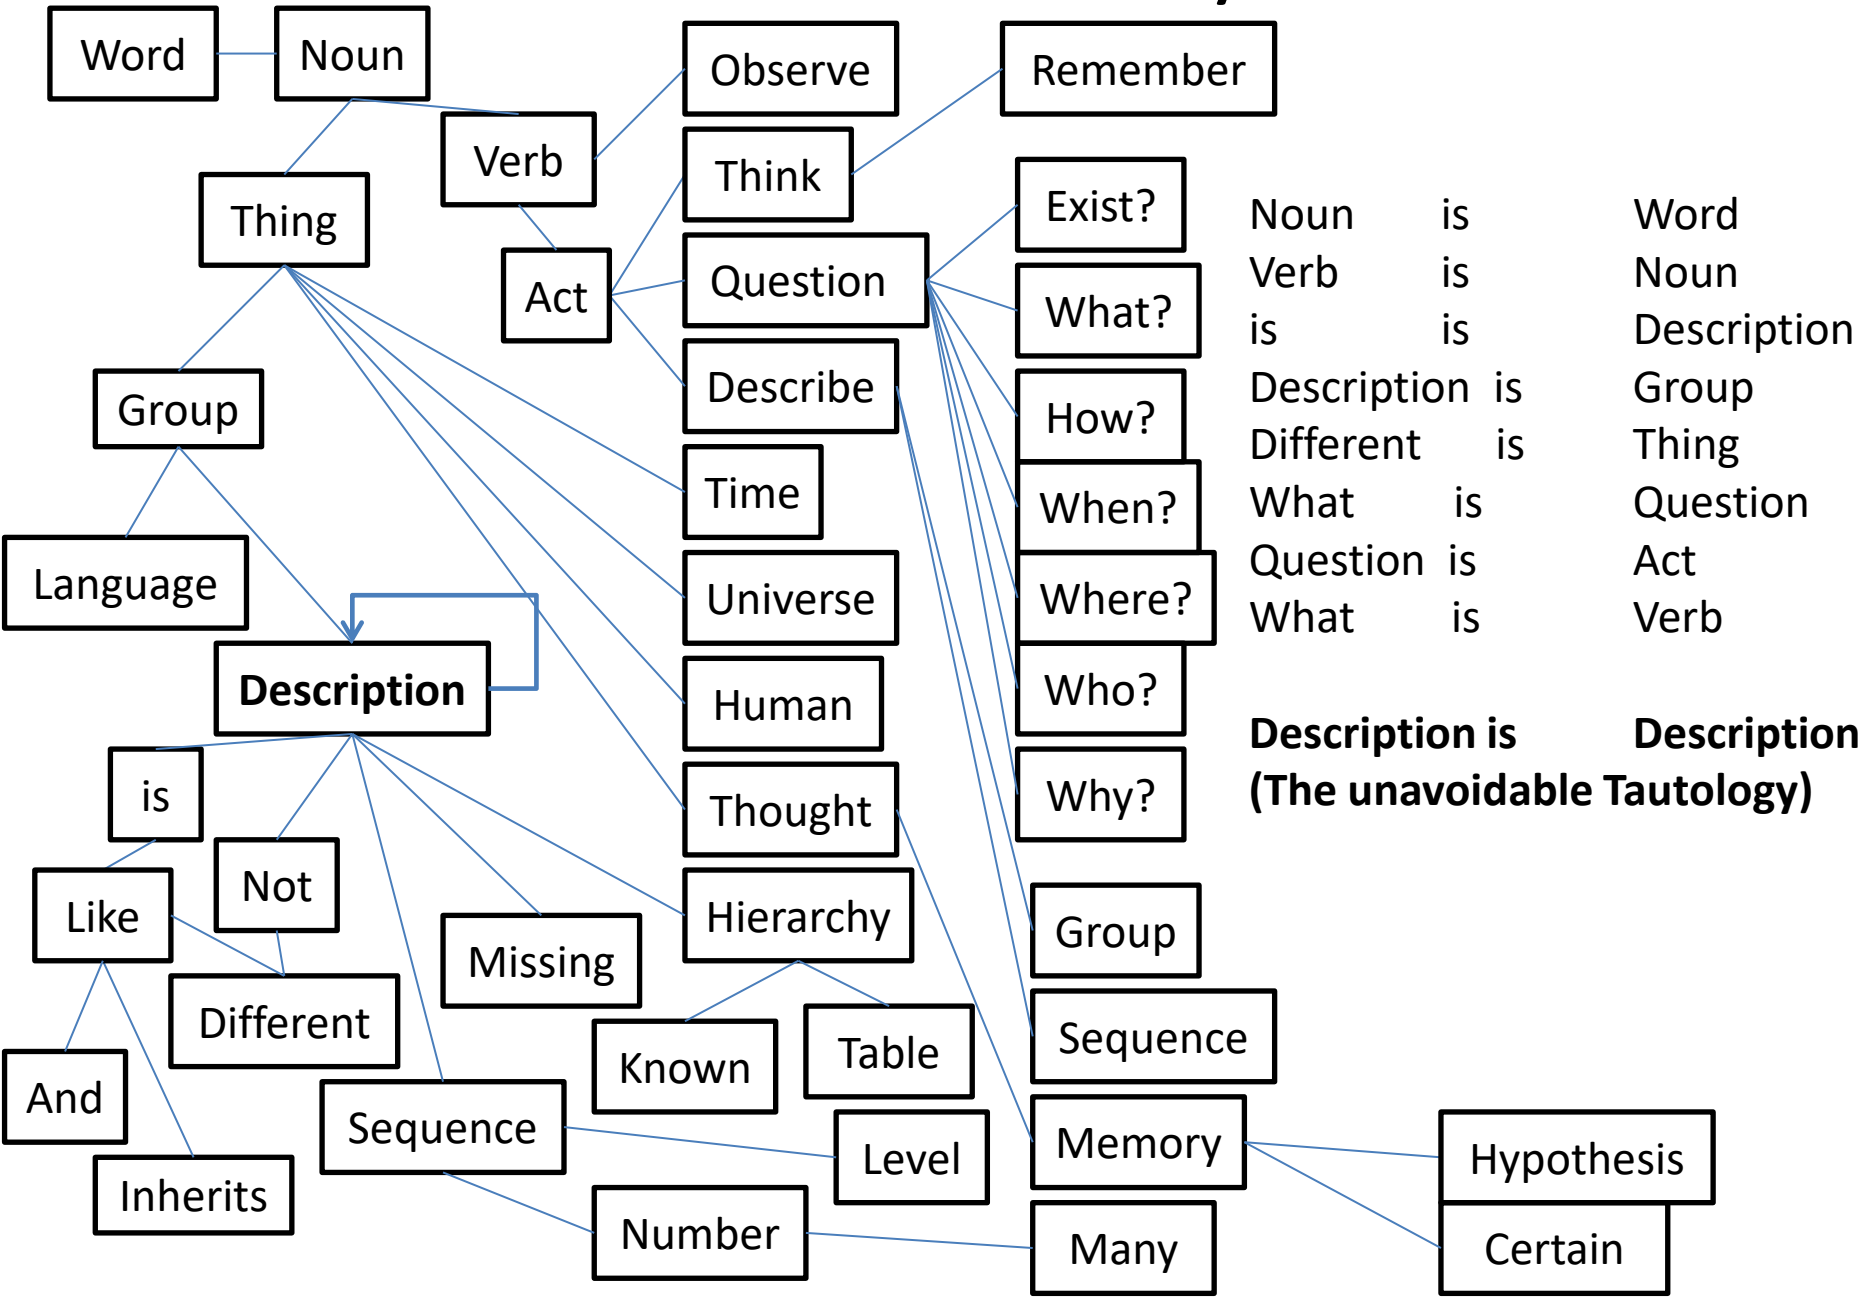 Word
Noun
Observe
Remember
Verb
Think
Thing
Exist?
Act
Question
What?
Group
Describe
How?
Time
When?
Language
Universe
Where?
Description
Human
Who?
is
Thought
Why?
Like
Not
Hierarchy
Missing
Group
Different
Known
Table
Sequence
And
Sequence
Level
Memory
Hypothesis
Inherits
Number
Many
Certain
Noun is Word
Verb is Noun
is is Description
Description is Group
Different is Thing
What is Question
Question is Act
What is Verb
Description is Description
(The unavoidable Tautology)